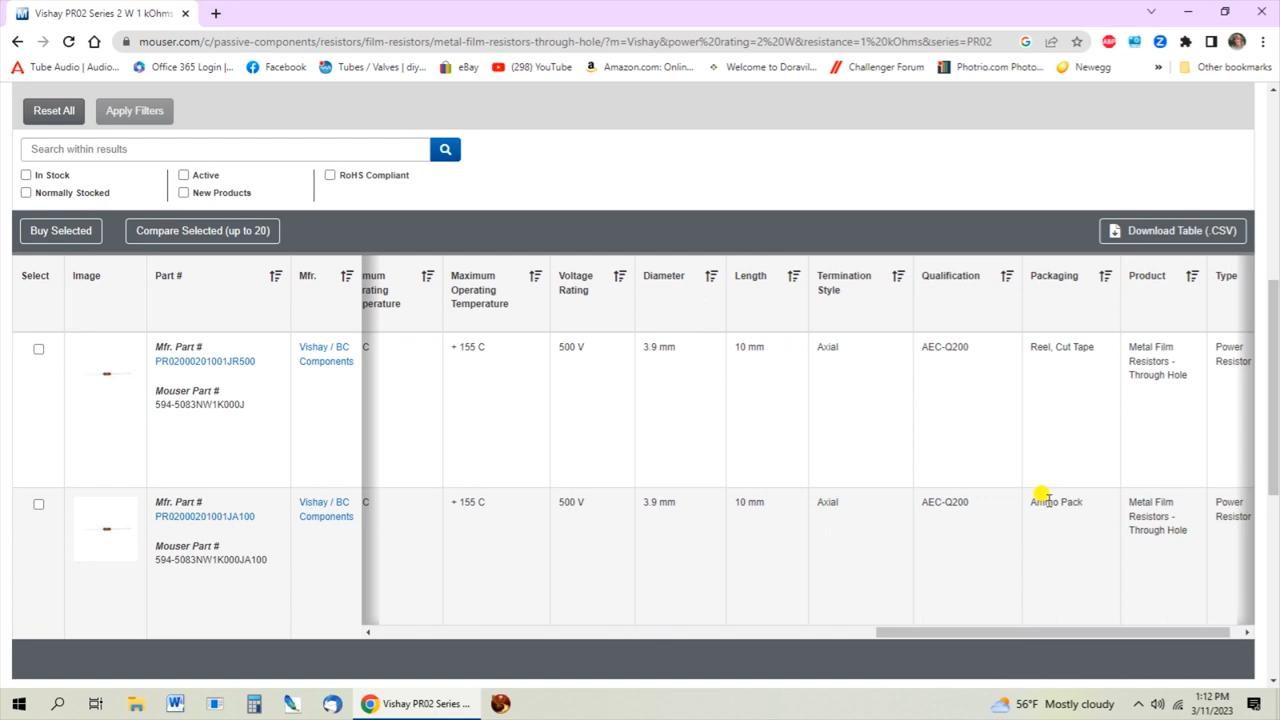 Vishay PR02 Series 2 W 1 kOhms
mouser.com/c/passive-components/resistors/film-resistors/metal-film-resistors-through-hole/?m=Vishay&power%20rating=2%20W&resistance=1%20kOhms&series=PR02
Tube Audio | Audio... Office 365 Login |... Facebook Tubes / Valves | diy... eBay (298) YouTube Amazon.com: Onlin... Welcome to Doravil... Challenger Forum Photrio.com Photo... Newegg » Other bookmarks
Reset All Apply Filters
Search within results
In Stock Active RoHS Compliant
Normally Stocked New Products
Buy Selected Compare Selected (up to 20) Download Table (.CSV)
Select Image Part # Mfr. mum Maximum Voltage Diameter Length Termination Qualification Packaging Product Type
rating Operating Rating Style
perature Temperature
Mfr. Part # Vishay / BC C + 155 C 500 V 3.9 mm 10 mm Axial AEC-Q200 Reel, Cut Tape Metal Film Power
PR02000201001JR500 Components Resistors - Resistor
Through Hole
Mouser Part #
594-5083NW1K000J
Mfr. Part # Vishay / BC C + 155 C 500 V 3.9 mm 10 mm Axial AEC-Q200 Ammo Pack Metal Film Power
PR02000201001JA100 Components Resistors - Resistor
Through Hole
Mouser Part #
594-5083NW1K000JA100
Vishay PR02 Series ... 56°F Mostly cloudy 1:12 PM
3/11/2023